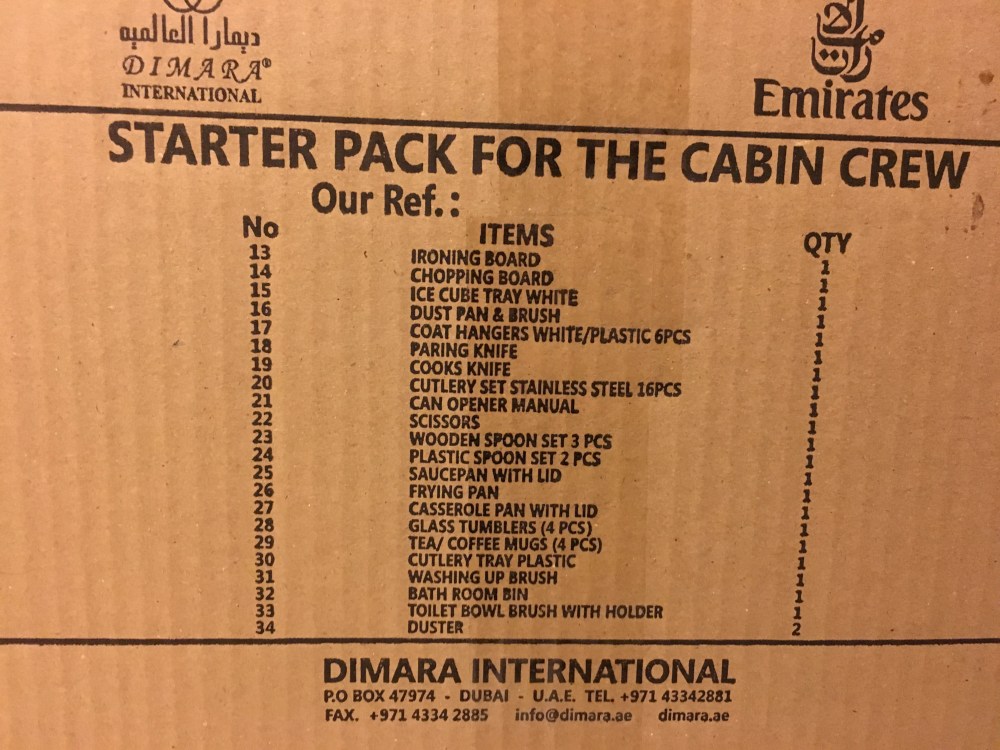 ديمارا العالميه
DIMARA®
INTERNATIONAL
Emirates
STARTER PACK FOR THE CABIN CREW
Our Ref.:
No ITEMS QTY
13 IRONING BOARD 1
14 CHOPPING BOARD 1
15 ICE CUBE TRAY WHITE 1
16 DUST PAN & BRUSH 1
17 COAT HANGERS WHITE/PLASTIC 6PCS 1
18 PARING KNIFE 1
19 COOKS KNIFE 1
20 CUTLERY SET STAINLESS STEEL 16PCS 1
21 CAN OPENER MANUAL 1
22 SCISSORS 1
23 WOODEN SPOON SET 3 PCS 1
24 PLASTIC SPOON SET 2 PCS 1
25 SAUCEPAN WITH LID 1
26 FRYING PAN 1
27 CASSEROLE PAN WITH LID 1
28 GLASS TUMBLERS (4 PCS) 1
29 TEA/ COFFEE MUGS (4 PCS) 1
30 CUTLERY TRAY PLASTIC 1
31 WASHING UP BRUSH 1
32 BATH ROOM BIN 1
33 TOILET BOWL BRUSH WITH HOLDER 1
34 DUSTER 2
DIMARA INTERNATIONAL
P.O BOX 47974 - DUBAI - U.A.E. TEL. +971 43342881
FAX. +971 4334 2885 info@dimara.ae dimara.ae